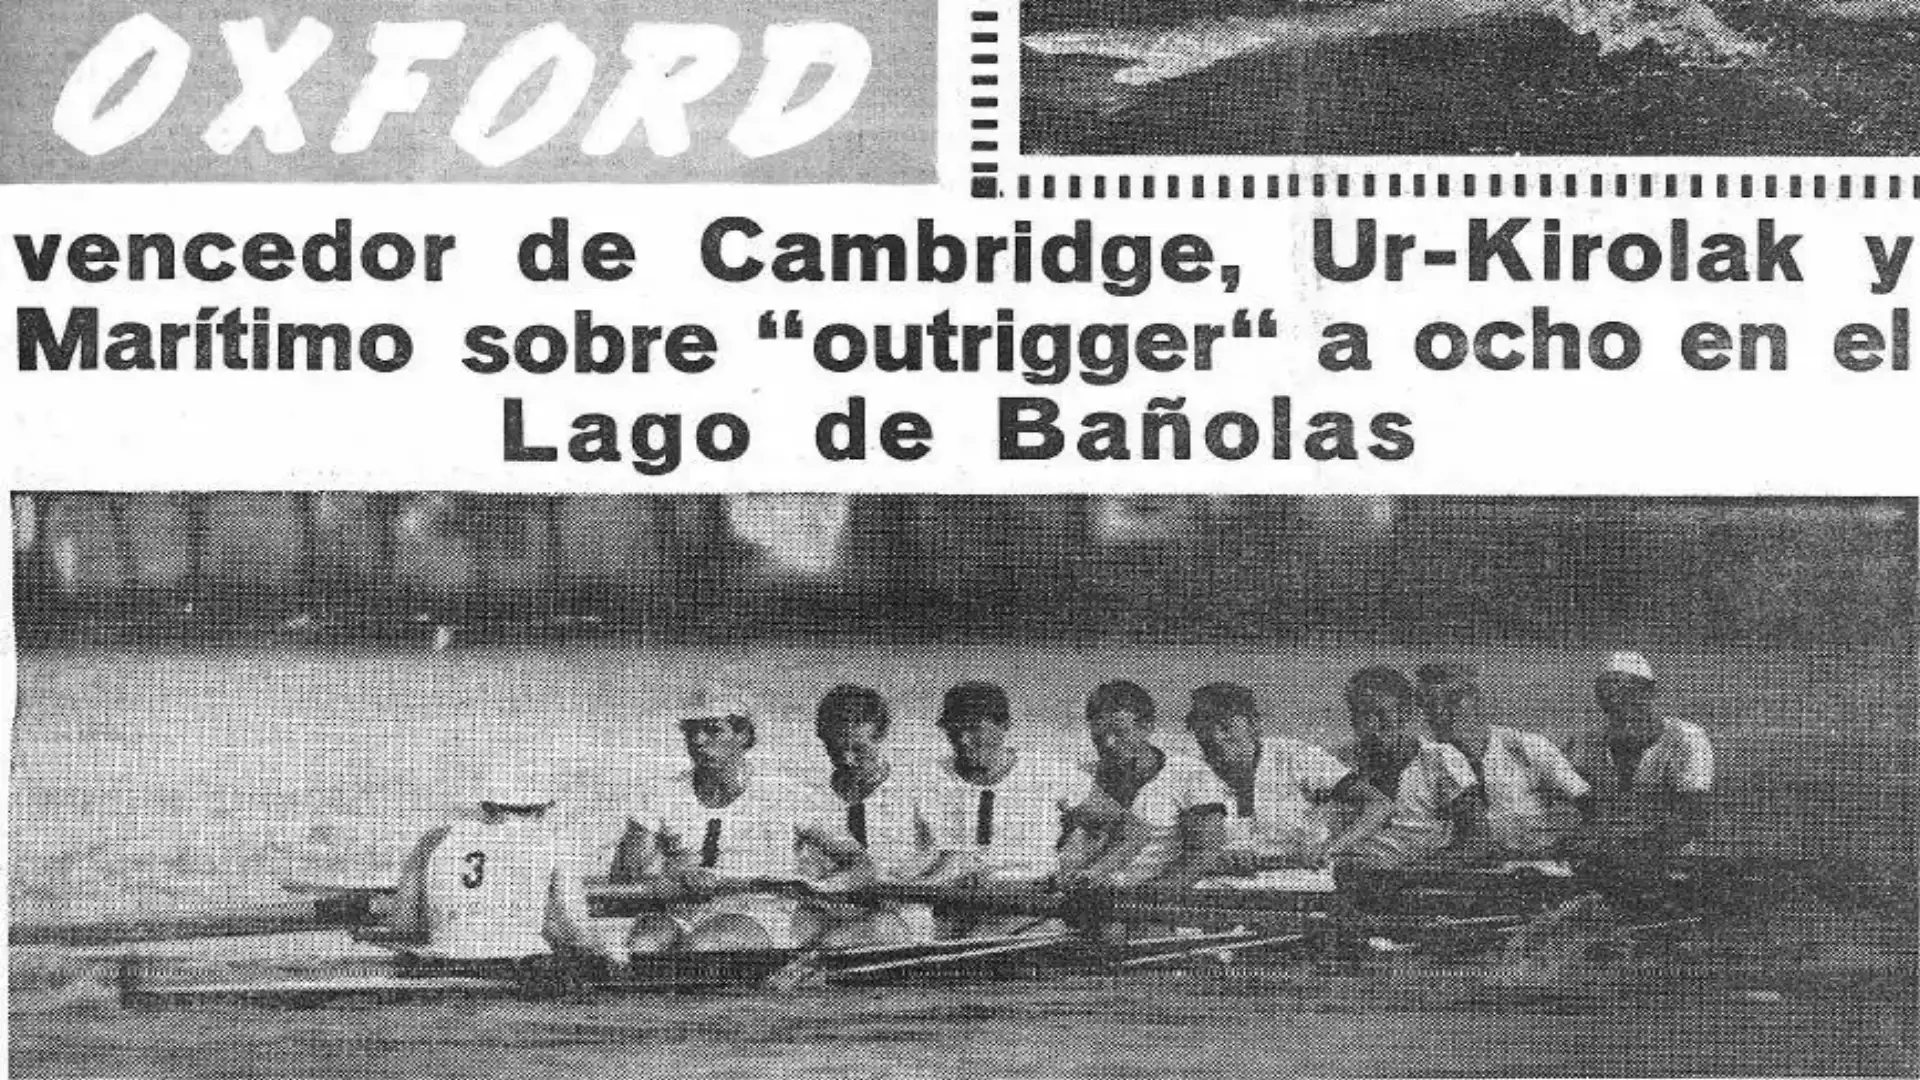 OXFORD
vencedor de Cambridge, Ur-Kirolak y
Marítimo sobre “outrigger“ a ocho en el
Lago de Bañolas
3